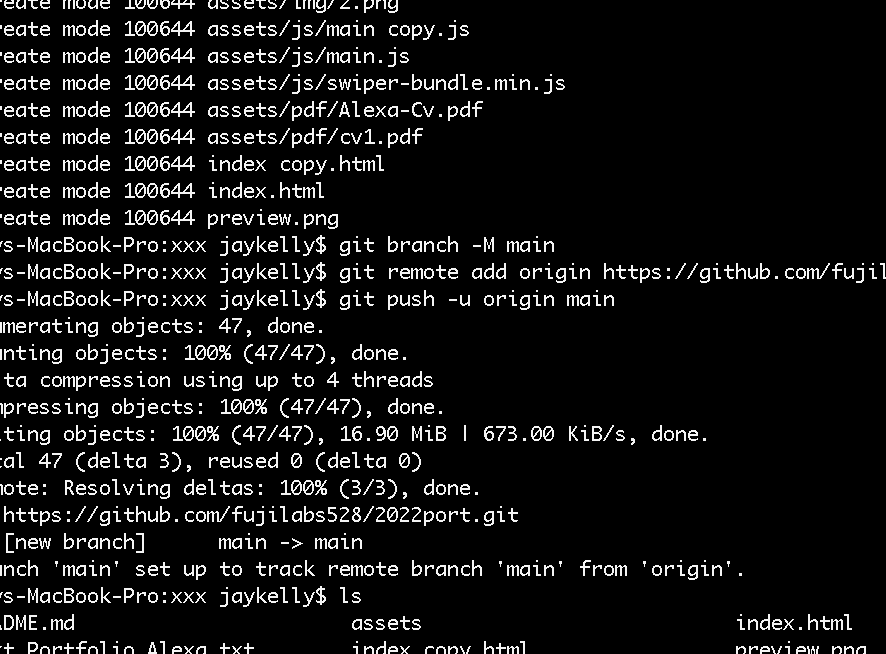 reate mode 100644 assets/img/2.png
reate mode 100644 assets/js/main copy.js
reate mode 100644 assets/js/main.js
reate mode 100644 assets/js/swiper-bundle.min.js
reate mode 100644 assets/pdf/Alexa-Cv.pdf
reate mode 100644 assets/pdf/cv1.pdf
reate mode 100644 index copy.html
reate mode 100644 index.html
reate mode 100644 preview.png
ys-MacBook-Pro:xxx jaykelly$ git branch -M main
ys-MacBook-Pro:xxx jaykelly$ git remote add origin https://github.com/fujil
ys-MacBook-Pro:xxx jaykelly$ git push -u origin main
umerating objects: 47, done.
unting objects: 100% (47/47), done.
lta compression using up to 4 threads
mpressing objects: 100% (47/47), done.
iting objects: 100% (47/47), 16.90 MiB | 673.00 KiB/s, done.
tal 47 (delta 3), reused 0 (delta 0)
mote: Resolving deltas: 100% (3/3), done.
https://github.com/fujilabs528/2022port.git
[new branch]      main -> main
anch 'main' set up to track remote branch 'main' from 'origin'.
ys-MacBook-Pro:xxx jaykelly$ ls
ADME.md assets index.html
xt Portfolio Alexa.txt index copy.html preview.png